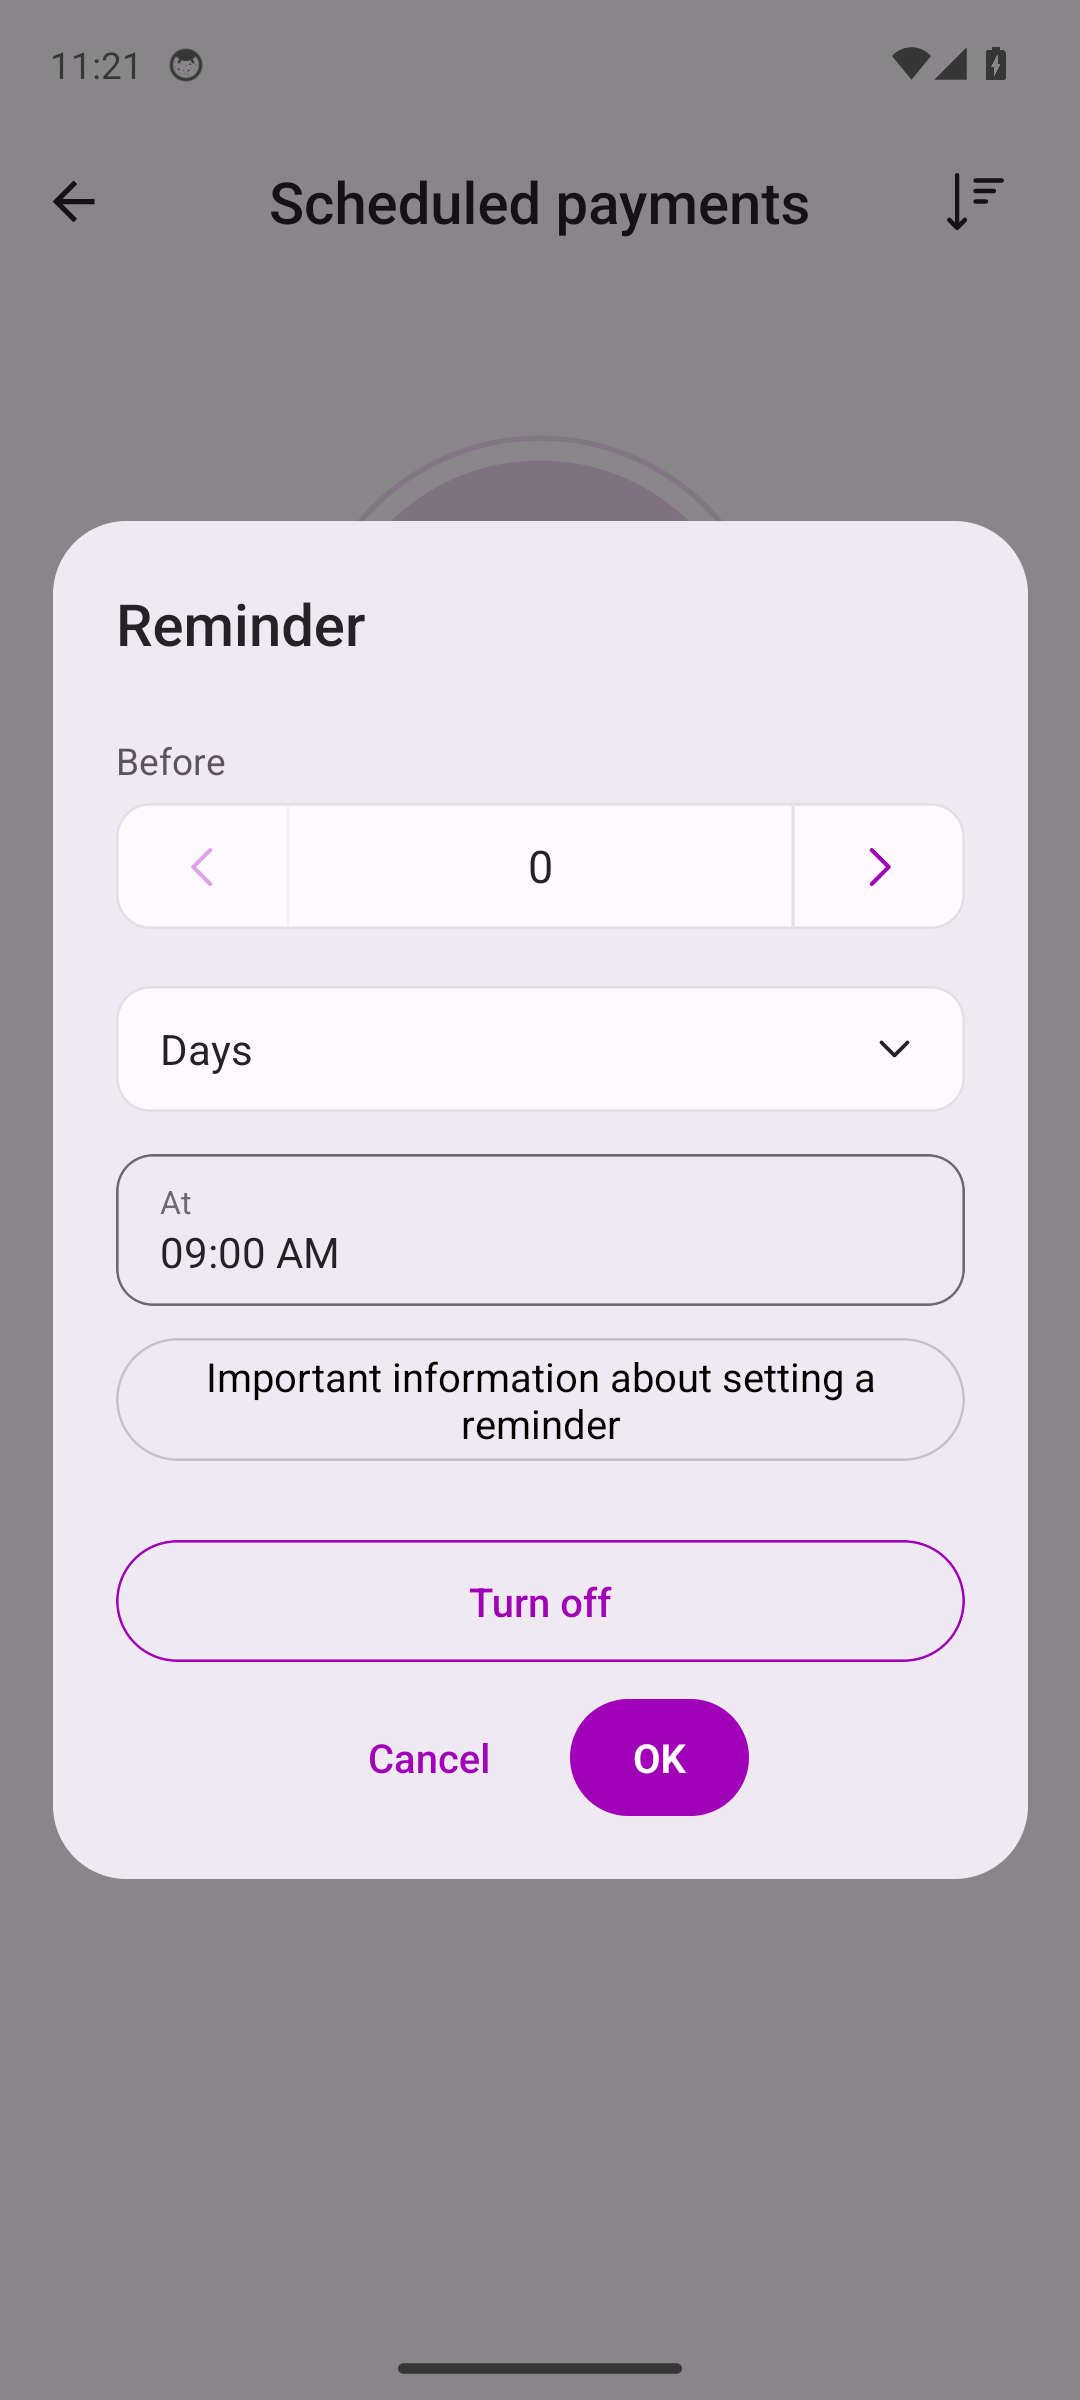 11:21
Scheduled payments
Reminder
Before
0
Days
At
09:00 AM
Important information about setting a
reminder
Turn off
Cancel
OK